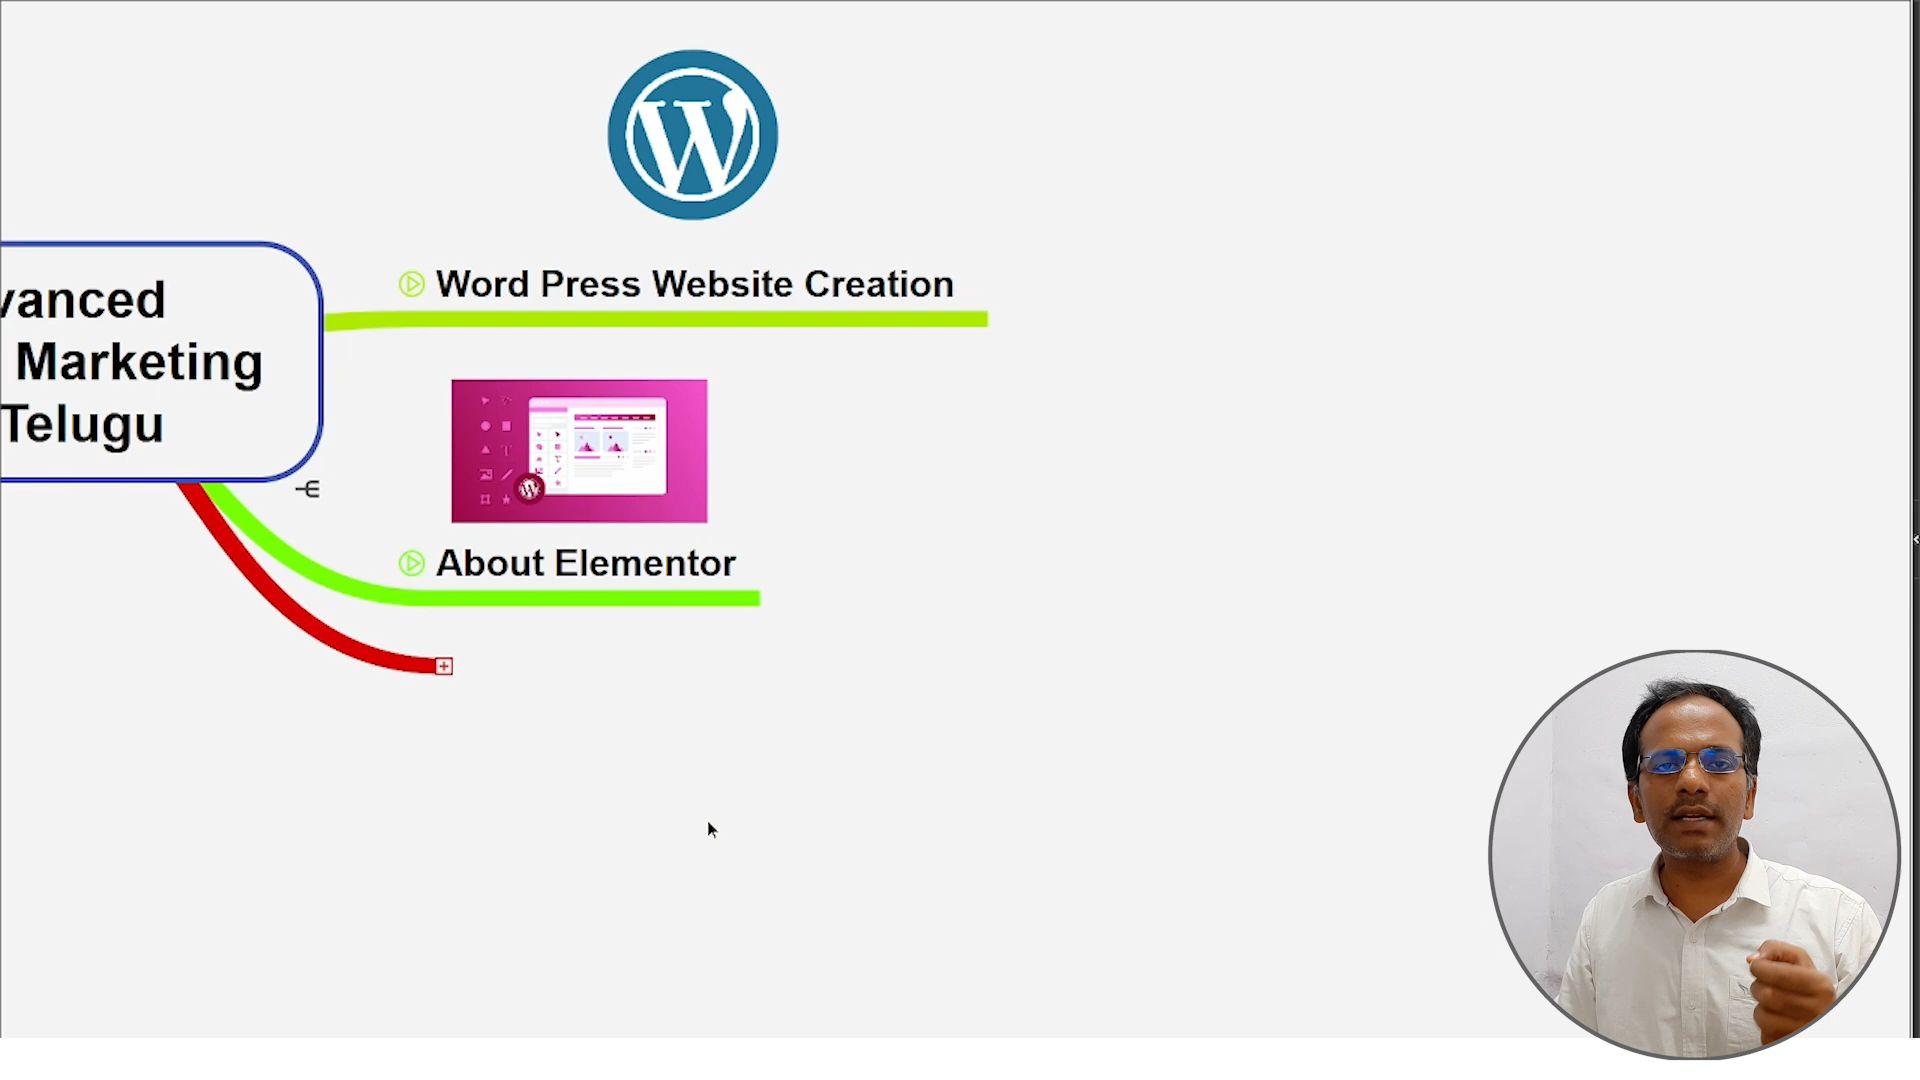 Word Press Website Creation
vanced
Marketing
Telugu
About Elementor